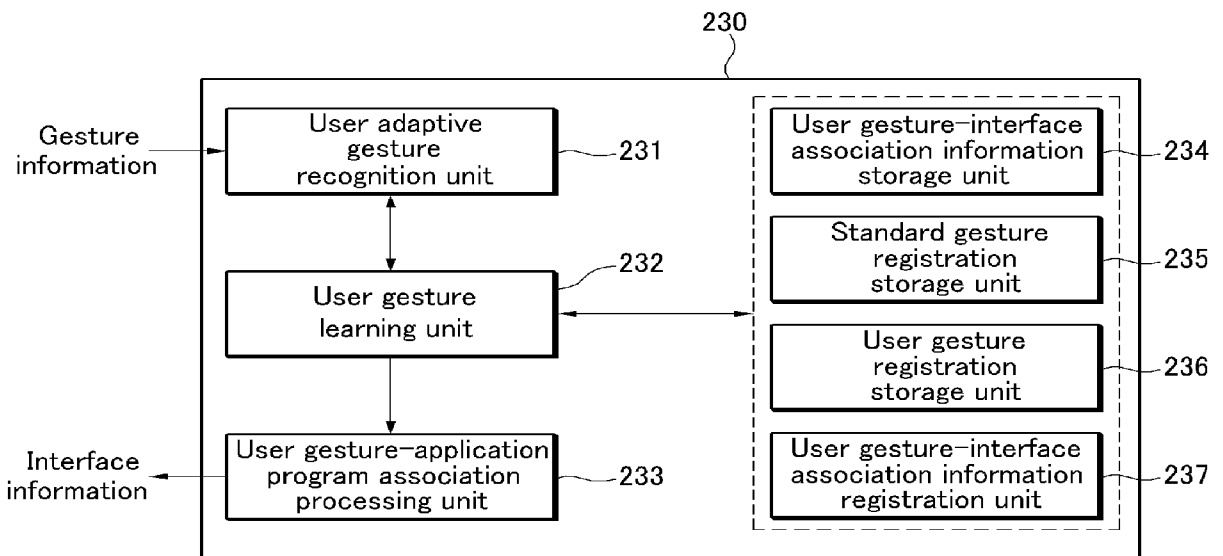 230
Gesture
information
User adaptive
gesture
recognition unit
231
User gesture
learning unit
232
User gesture-application
program association
processing unit
233
Interface
information
User gesture-interface
association information
storage unit
234
Standard gesture
registration
storage unit
235
User gesture
registration
storage unit
236
User gesture-interface
association information
registration unit
237